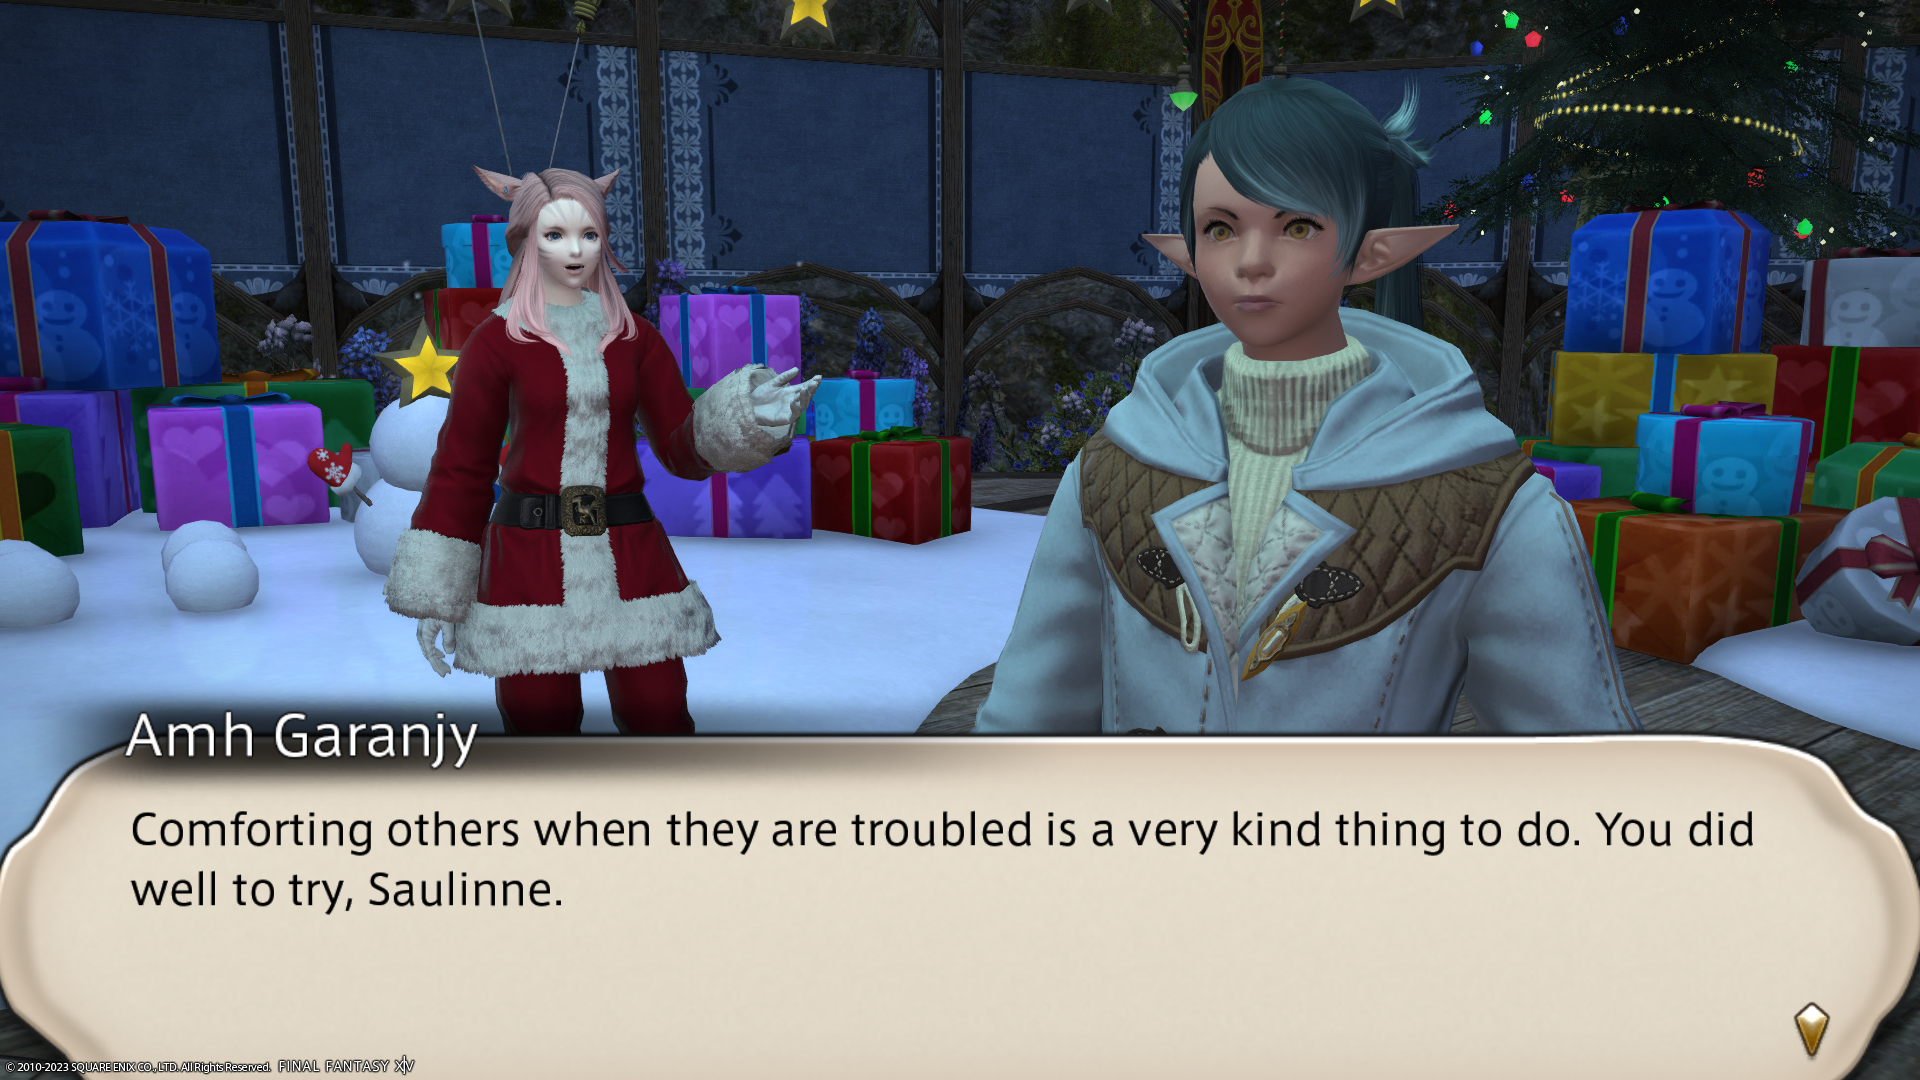 Amh Garanjy
Comforting others when they are troubled is a very kind thing to do. You did
well to try, Saulinne.
© 2010-2023 SQUARE ENIX CO., LTD. All Rights Reserved. FINAL FANTASY XIV